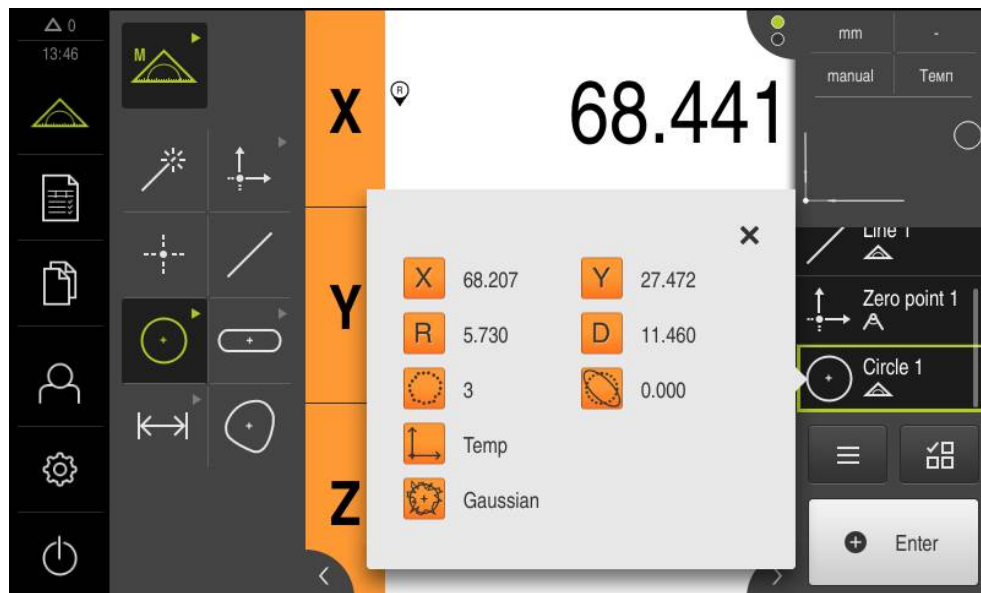 0
13:46
M
X
R
68.441
Y
Z
mm
-
manual
Темп
Line 1
Zero point 1
Circle 1
Enter
X 68.207 Y 27.472
R 5.730 D 11.460
3 0.000
Temp
Gaussian